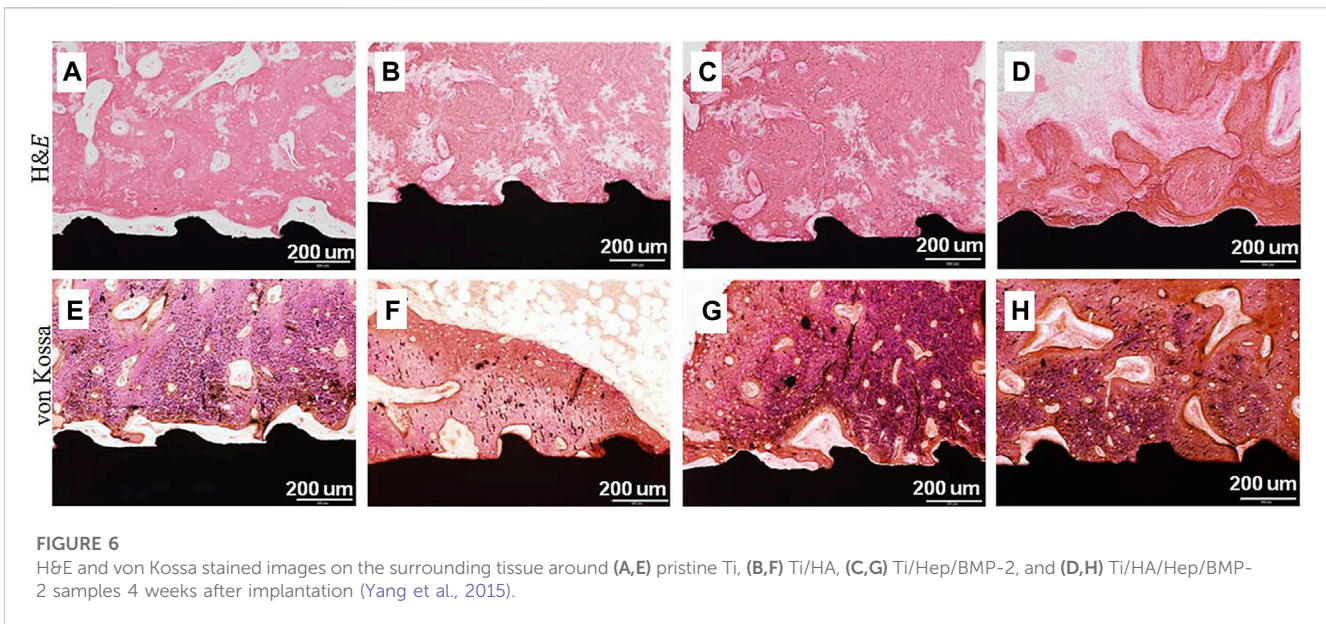 H&E
A
B
C
D
200 um
200 um
200 um
200 um
von Kossa
E
F
G
H
200 um
200 um
200 um
200 um
FIGURE 6
H&E and von Kossa stained images on the surrounding tissue around (A,E) pristine Ti, (B,F) Ti/HA, (C,G) Ti/Hep/BMP-2, and (D,H) Ti/HA/Hep/BMP-
2 samples 4 weeks after implantation (Yang et al., 2015).